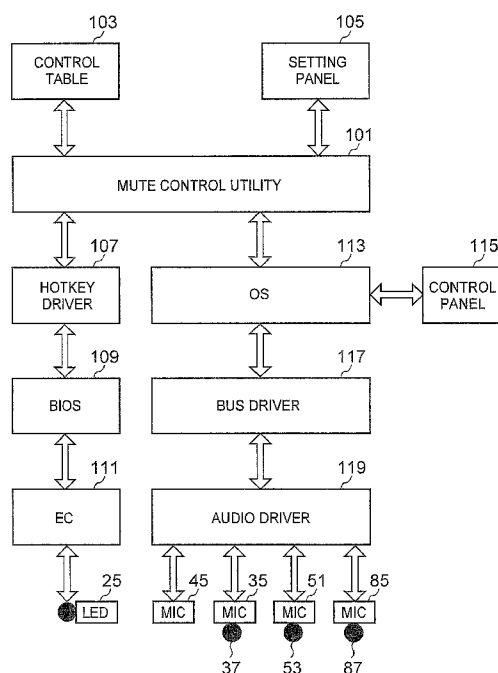 103
105
CONTROL
TABLE
SETTING
PANEL
101
MUTE CONTROL UTILITY
107
113
115
HOTKEY
DRIVER
OS
CONTROL
PANEL
109
117
BIOS
BUS DRIVER
111
119
EC
AUDIO DRIVER
25
45
35
51
85
LED
MIC
MIC
MIC
MIC
37
53
87